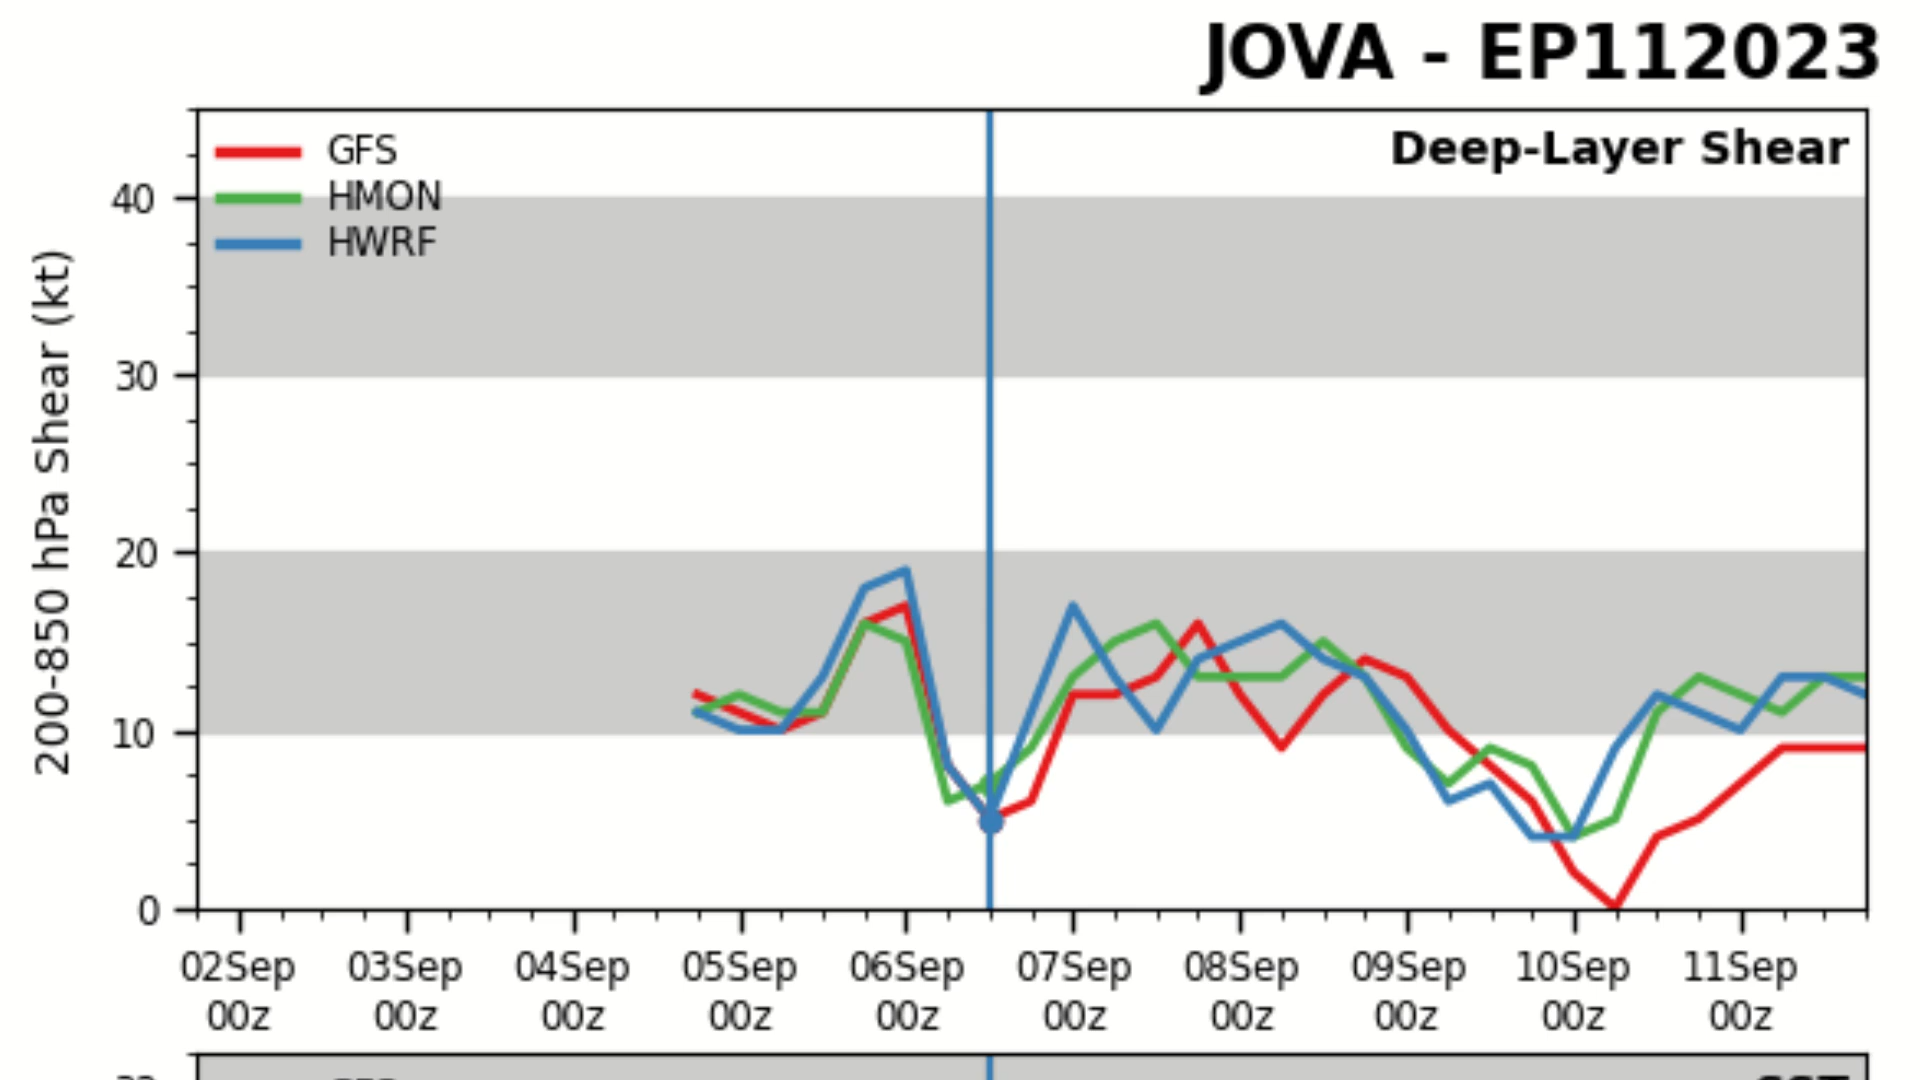 JOVA - EP112023
Deep-Layer Shear
GFS
HMON
HWRF
200-850 hPa Shear (kt)
40
30
20
10
0
02Sep 03Sep 04Sep 05Sep 06Sep 07Sep 08Sep 09Sep 10Sep 11Sep
00z 00z 00z 00z 00z 00z 00z 00z 00z 00z